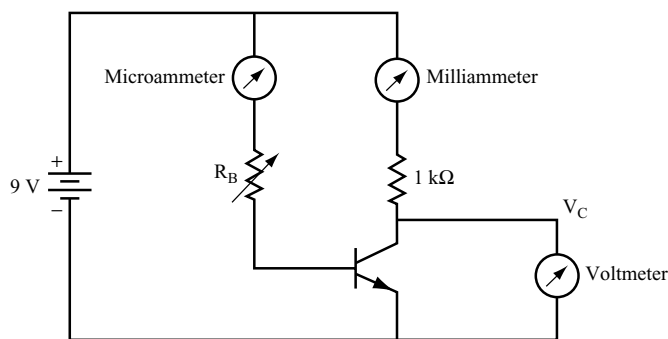 Microammeter
Milliammeter
+
R_B
1 kΩ
9 V
−
V_C
Voltmeter